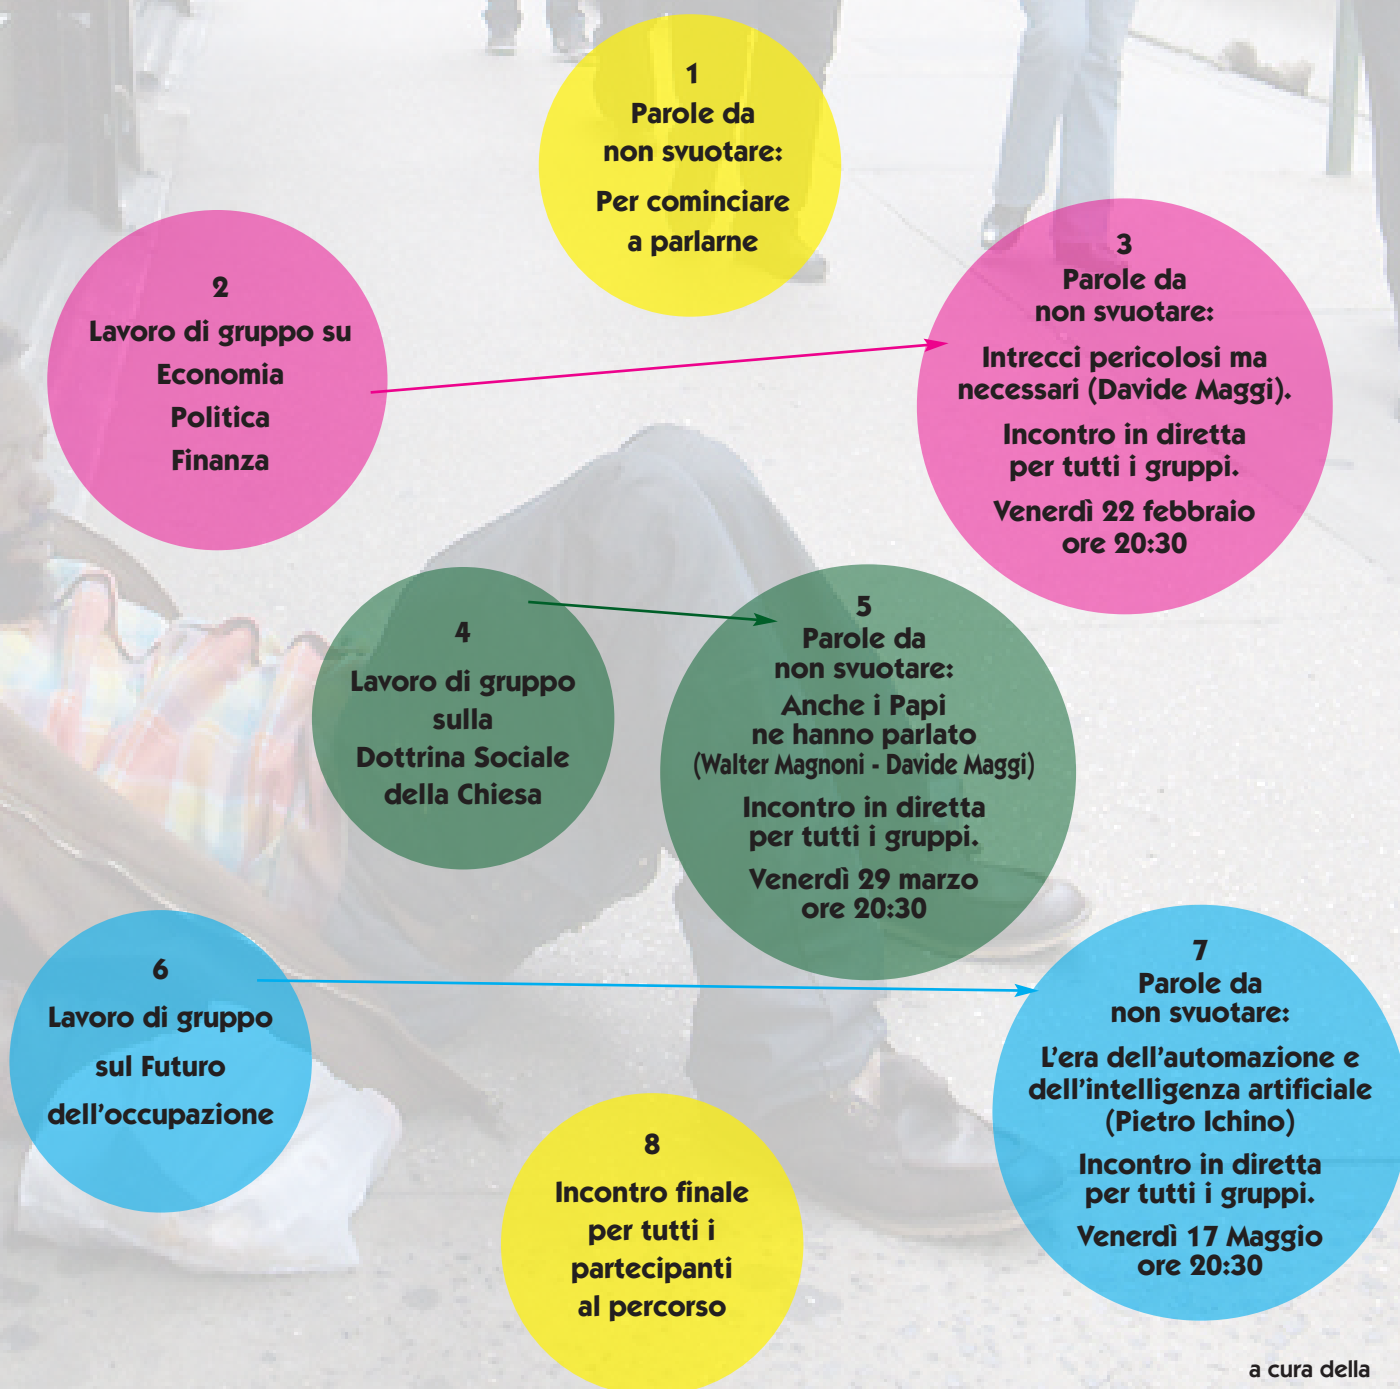 1
Parole da
non svuotare:
Per cominciare
a parlarne
2
Lavoro di gruppo su
Economia
Politica
Finanza
3
Parole da
non svuotare:
Intrecci pericolosi ma
necessari (Davide Maggi).
Incontro in diretta
per tutti i gruppi.
Venerdì 22 febbraio
ore 20:30
4
Lavoro di gruppo
sulla
Dottrina Sociale
della Chiesa
5
Parole da
non svuotare:
Anche i Papi
ne hanno parlato
(Walter Magnoni - Davide Maggi)
Incontro in diretta
per tutti i gruppi.
Venerdì 29 marzo
ore 20:30
6
Lavoro di gruppo
sul Futuro
dell'occupazione
7
Parole da
non svuotare:
L'era dell'automazione e
dell'intelligenza artificiale
(Pietro Ichino)
Incontro in diretta
per tutti i gruppi.
Venerdì 17 Maggio
ore 20:30
8
Incontro finale
per tutti i
partecipanti
al percorso
a cura della